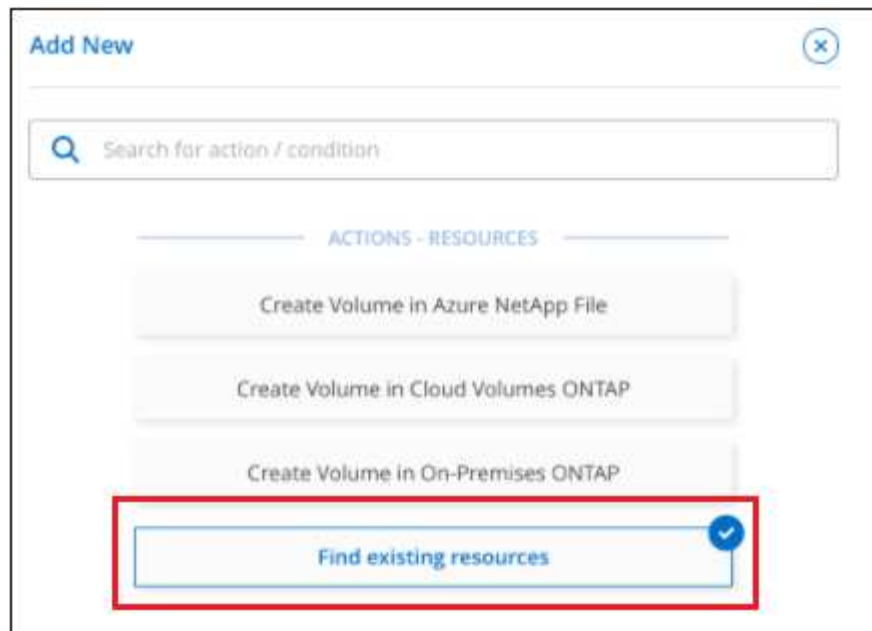 Add New
Search for action / condition
ACTIONS - RESOURCES
Create Volume in Azure NetApp File
Create Volume in Cloud Volumes ONTAP
Create Volume in On-Premises ONTAP
Find existing resources